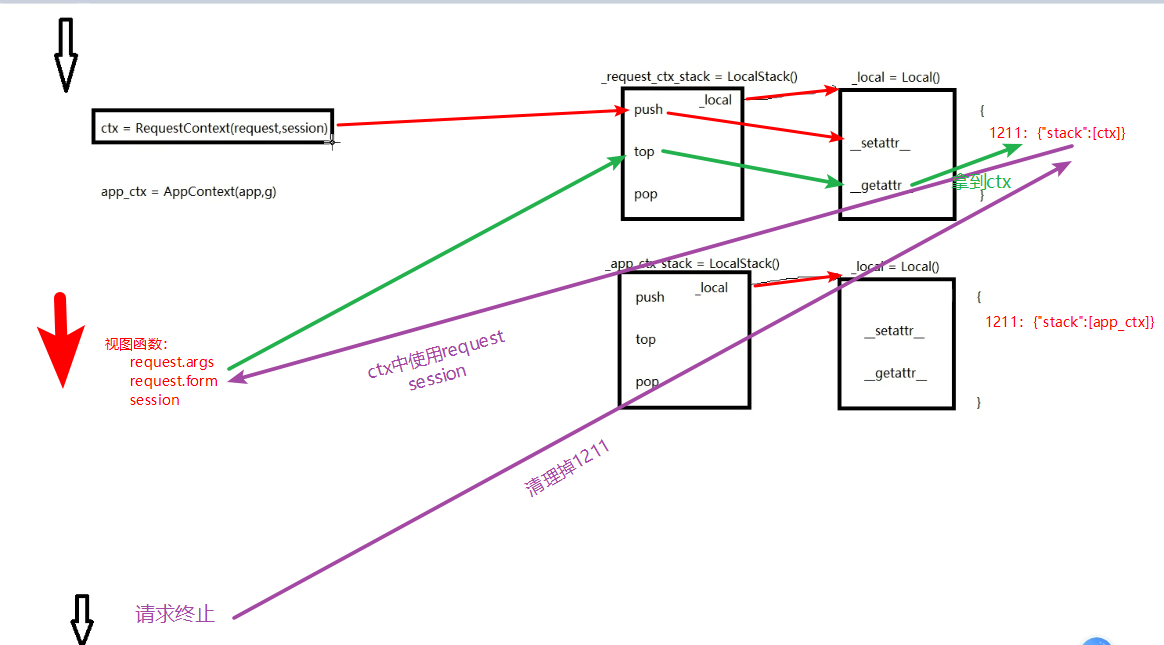 _request_ctx_stack = LocalStack()
_local = Local()
ctx = RequestContext(request,session)
push
_local
{
1211:  {"stack":[ctx]}
__setattr__
top
__getattr_
拿到ctx
app_ctx = AppContext(app,g)
pop
}
_app_ctx_stack = LocalStack()
_local = Local()
push
_local
{
1211:  {"stack":[app_ctx]}
__setattr__
top
视图函数:
request.args
request.form
session
ctx中使用request
session
__getattr__
pop
}
清理掉1211
请求终止